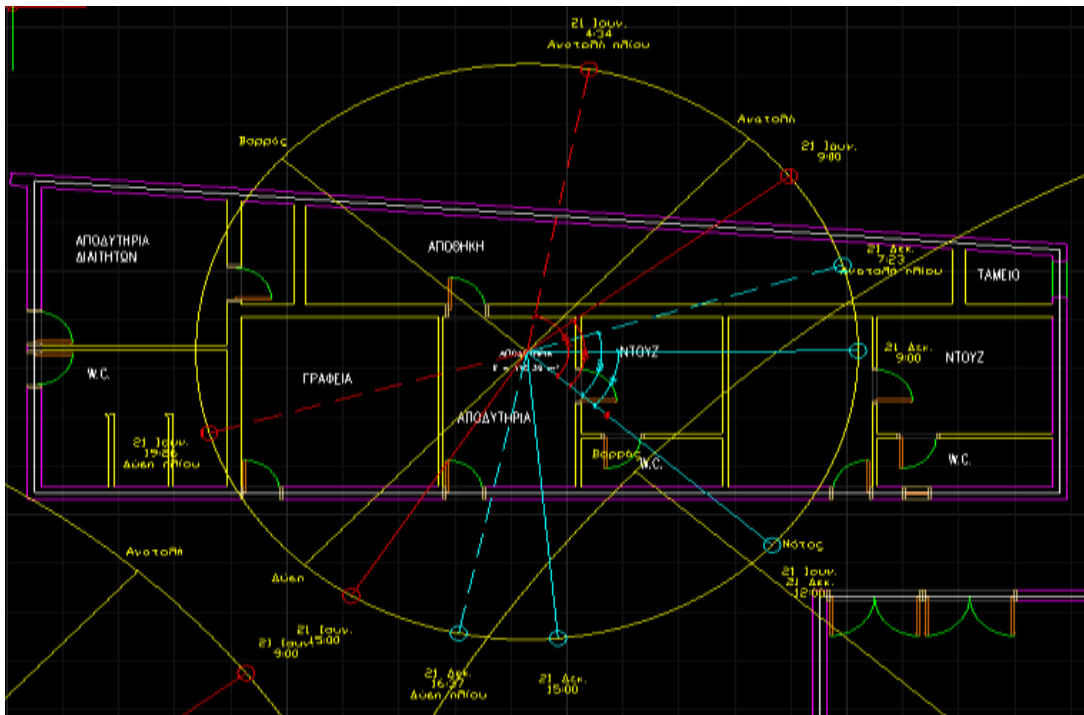 21 Ιουν.
4:34
Ανατολή ηλίου
Ανατολή
Βορράς
21 Ιουν.
9:00
ΑΠΟΔΥΤΗΡΙΑ
ΔΙΑΙΤΗΤΩΝ
ΑΠΟΘΗΚΗ
21 Δεκ.
7:23
Ανατολή ηλίου
ΤΑΜΕΙΟ
ΑΠΟΔΥΤΗΡΙΑ
ΝΤΟΥΖ
21 Δεκ.
9:00
ΝΤΟΥΖ
W.C.
ΓΡΑΦΕΙΑ
ΑΠΟΔΥΤΗΡΙΑ
21 Ιουν.
19:26
Δύση ηλίου
Βορράς
W.C.
W.C.
Ανατολή
Δύση
Νότος
21 Ιουν.
21 Δεκ.
12:00
21 Ιουν.
15:00
21 Ιουν.
9:00
21 Δεκ.
16:37
Δύση ηλίου
21 Δεκ.
15:00